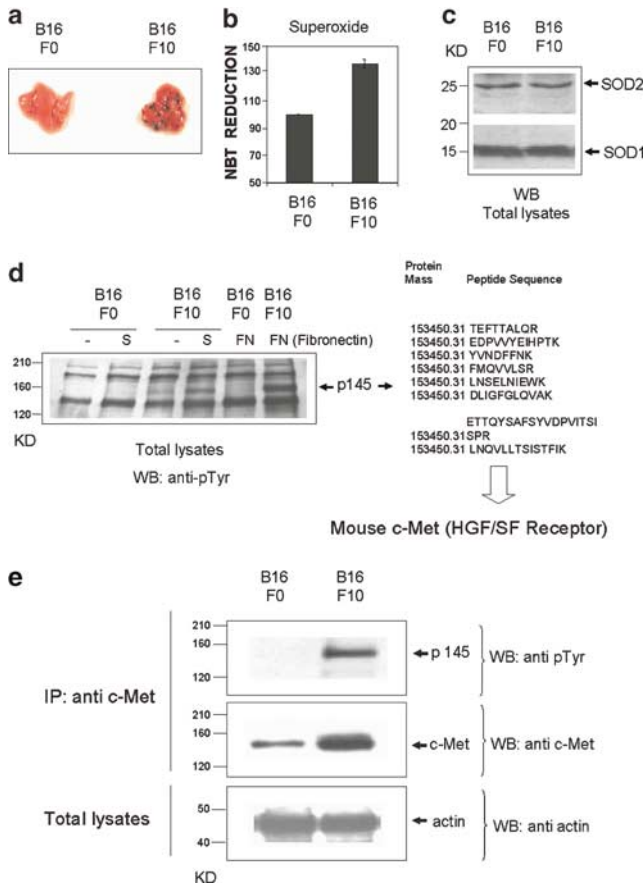 a
B16 B16
F0 F10
b
Superoxide
NBT REDUCTION
150
130
110
90
70
50
B16 B16
F0 F10
c
B16 B16
F0 F10
KD
25
20
15
SOD2
SOD1
WB
Total lysates
d
B16 B16 B16 B16
F0 F10 F0 F10
- S - S FN FN (Fibronectin)
210
160
120
KD
p145
Total lysates
WB: anti-pTyr
Protein
Mass Peptide Sequence
153450.31 TEFTTALQR
153450.31 EDPVVYEIHPTK
153450.31 YVNDFFNK
153450.31 FMQVVLSR
153450.31 LNSELNIEWK
153450.31 DLIGFGLQVAK
ETTQYSAFSYVDPVITSI
153450.31 SPR
153450.31 LNQVLLTSISTFIK
Mouse c-Met (HGF/SF Receptor)
e
B16 B16
F0 F10
IP: anti c-Met
210
160
120
p 145
WB: anti pTyr
210
160
120
c-Met
WB: anti c-Met
Total lysates
50
40
actin
WB: anti actin
KD